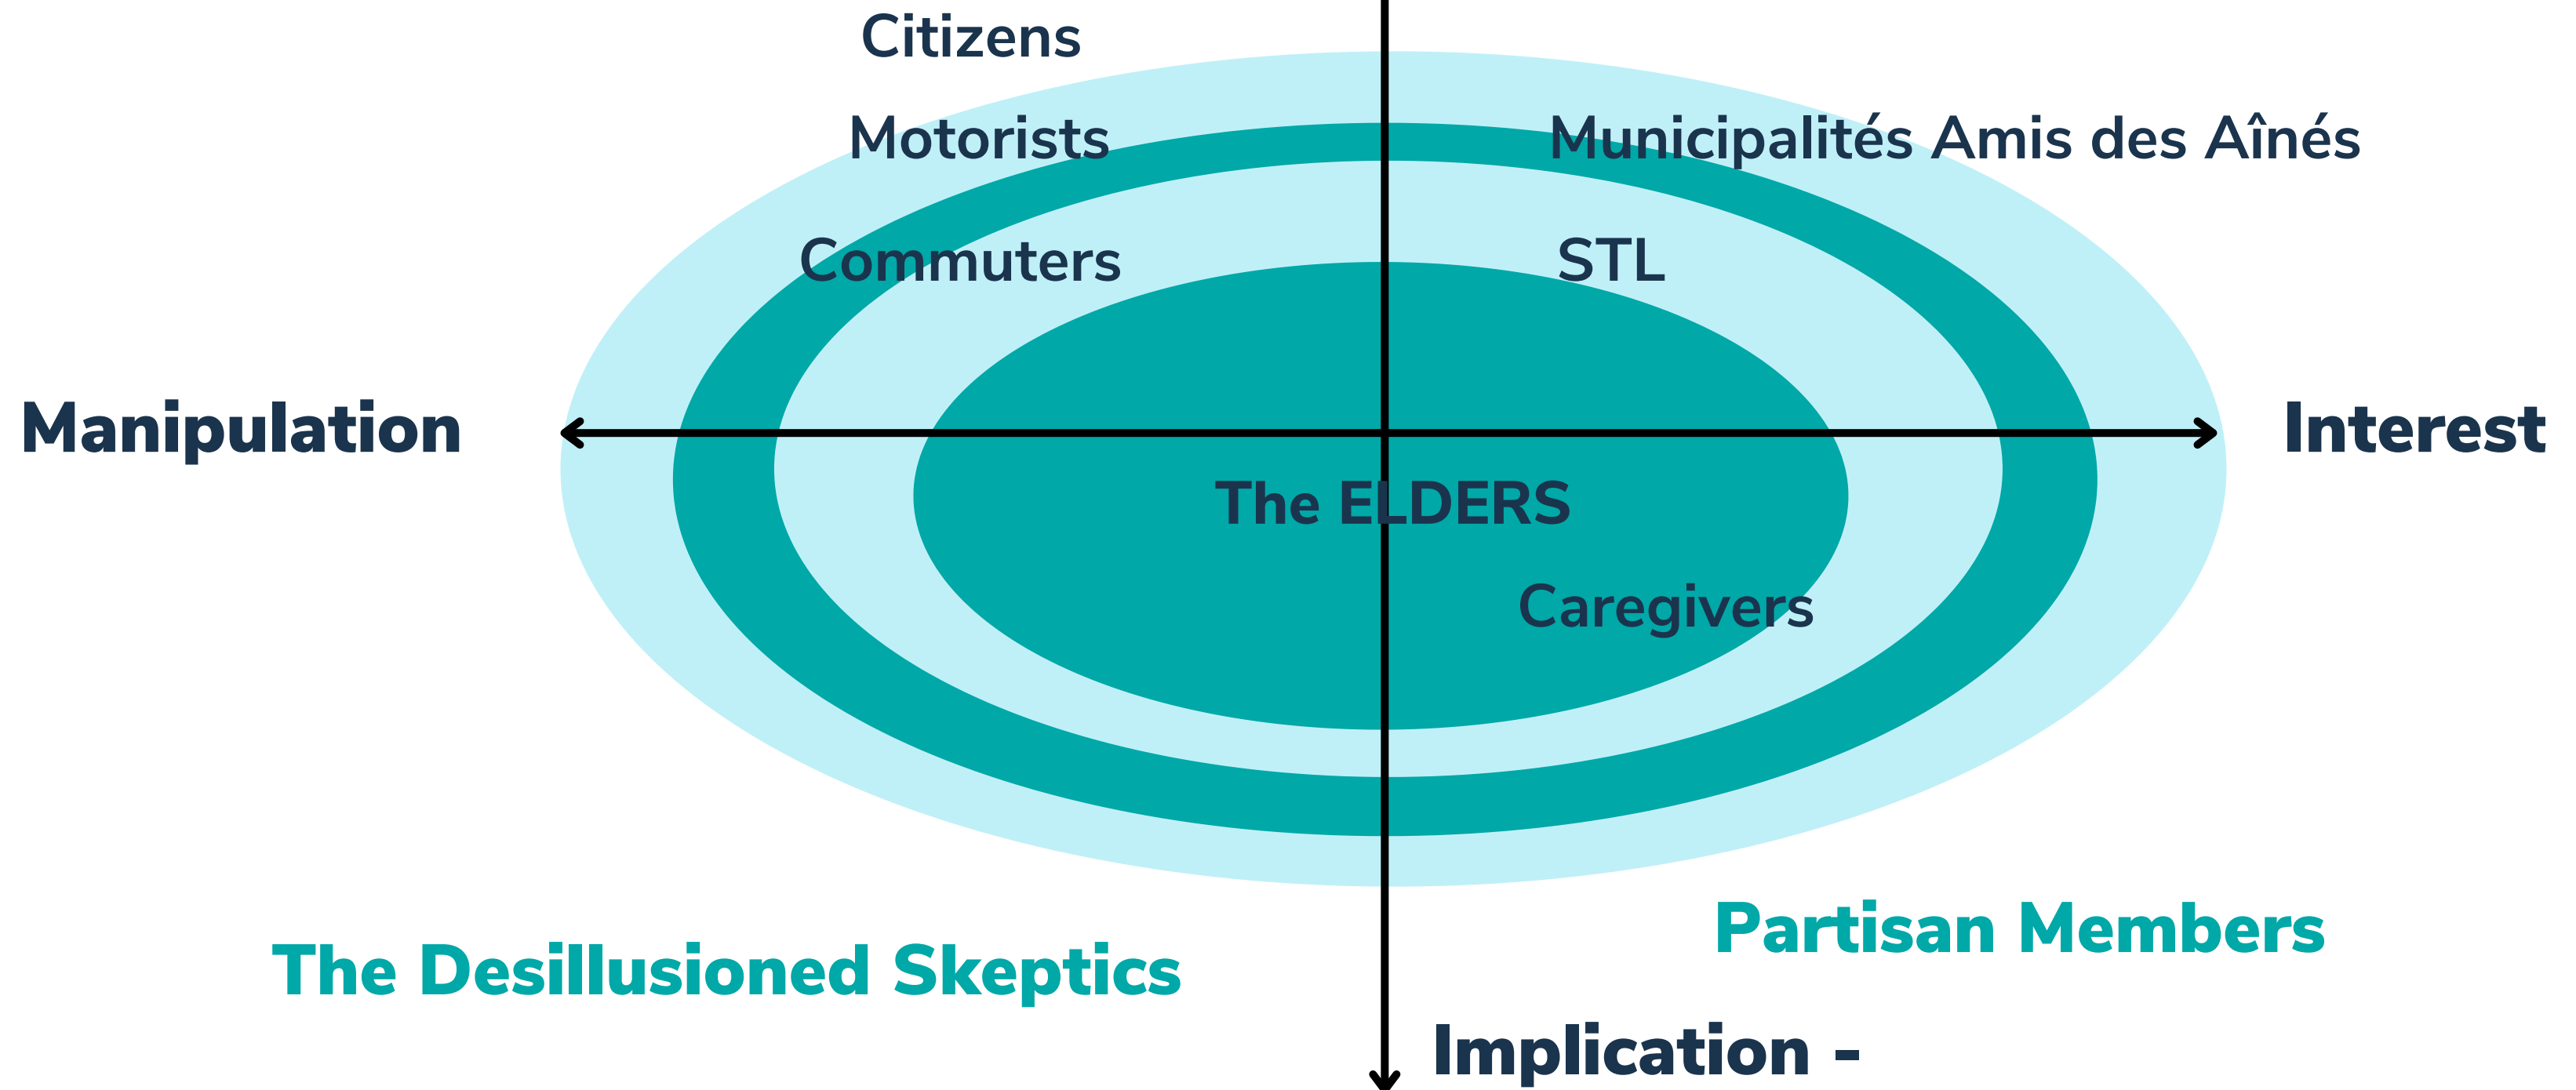 Citizens
Motorists
Municipalités Amis des Aînés
Commuters
STL
Manipulation
Interest
The ELDERS
Caregivers
Partisan Members
The Desillusioned Skeptics
Implication -